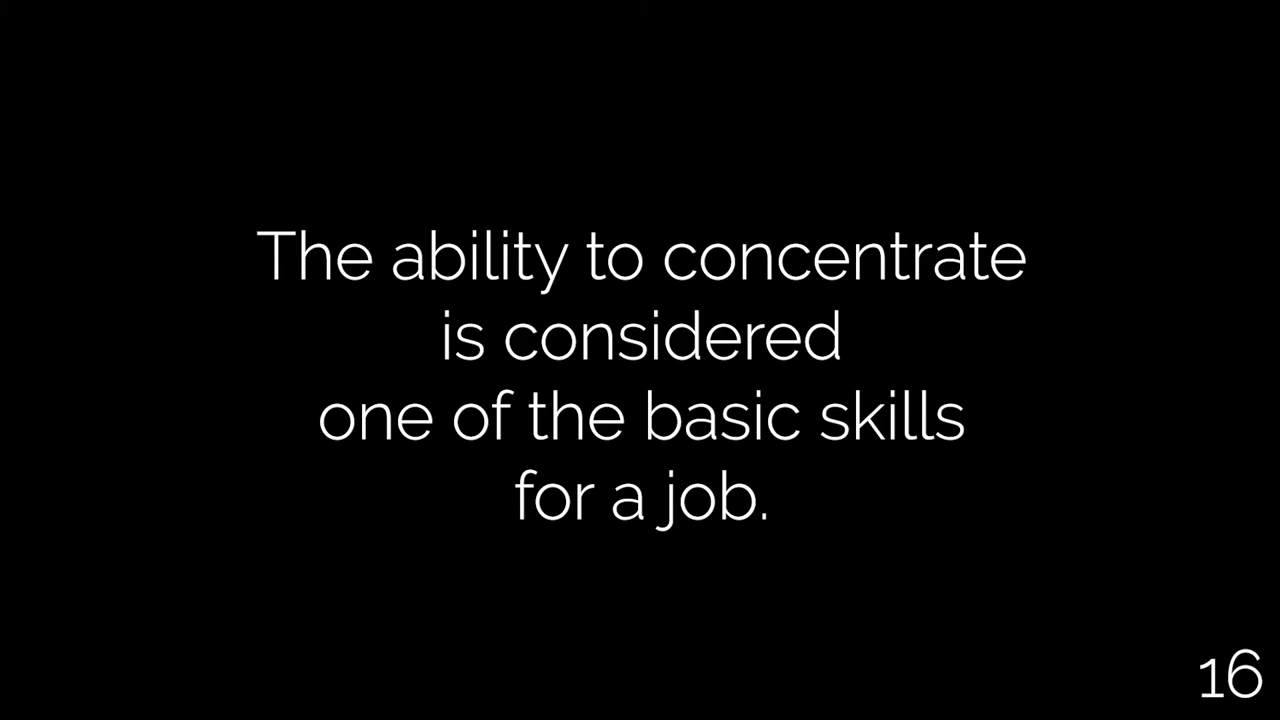 The ability to concentrate
is considered
one of the basic skills
for a job.
16